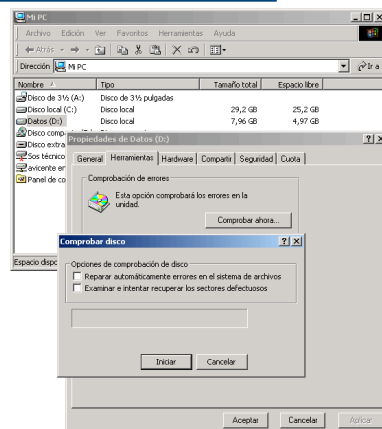 Mi PC
Archivo Edición Ver Favoritos Herramientas Ayuda
Atrás
Dirección Mi PC Ir a
Nombre Tipo Tamaño total Espacio libre
Disco de 3½ (A:) Disco de 3½ pulgadas
Disco local (C:) Disco local 29,2 GB 25,2 GB
Datos (D:) Disco local 7,96 GB 4,97 GB
Disco comp
Disco extra
Sos técnico
avicente er
Panel de co
Espacio dispo
Propiedades de Datos (D:)
General Herramientas Hardware Compartir Seguridad Cuota
Comprobación de errores
Esta opción comprobará los errores en la
unidad.
Comprobar ahora...
Comprobar disco
Opciones de comprobación de disco
Reparar automáticamente errores en el sistema de archivos
Examinar e intentar recuperar los sectores defectuosos
Iniciar Cancelar
Aceptar Cancelar Aplicar